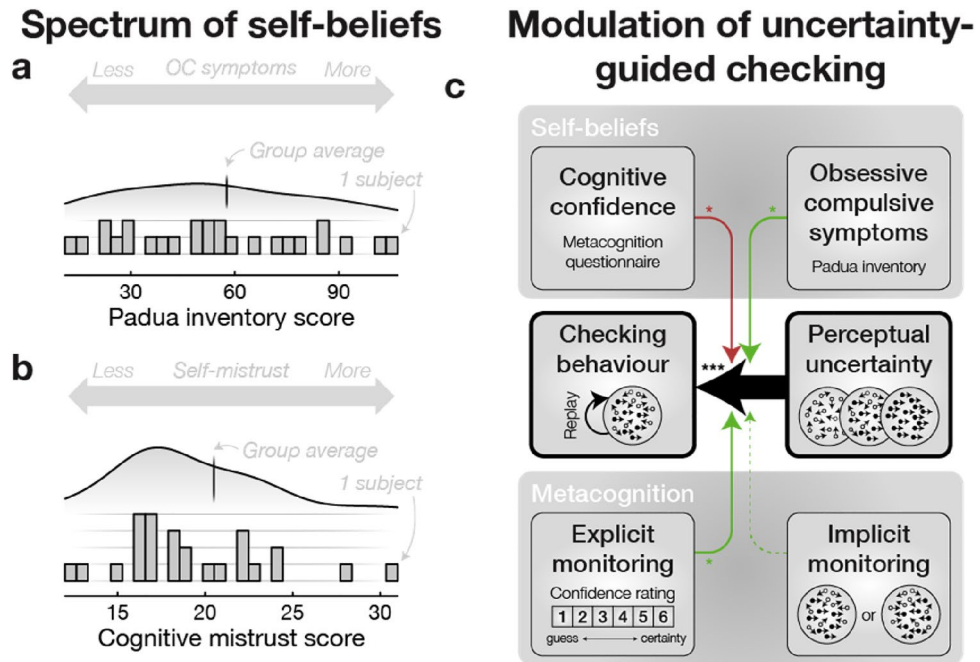 Spectrum of self-beliefs
a
Less OC symptoms More
Group average
1 subject
30 60 90
Padua inventory score
b
Less Self-mistrust More
Group average
1 subject
15 20 25 30
Cognitive mistrust score
Modulation of uncertainty-
guided checking
c
Self-beliefs
Cognitive
confidence
Metacognition
questionnaire
*
*
Obsessive
compulsive
symptoms
Padua inventory
Checking
behaviour
Replay
***
Perceptual
uncertainty
Metacognition
Explicit
monitoring
Confidence rating
1 2 3 4 5 6
guess certainty
*
Implicit
monitoring
or